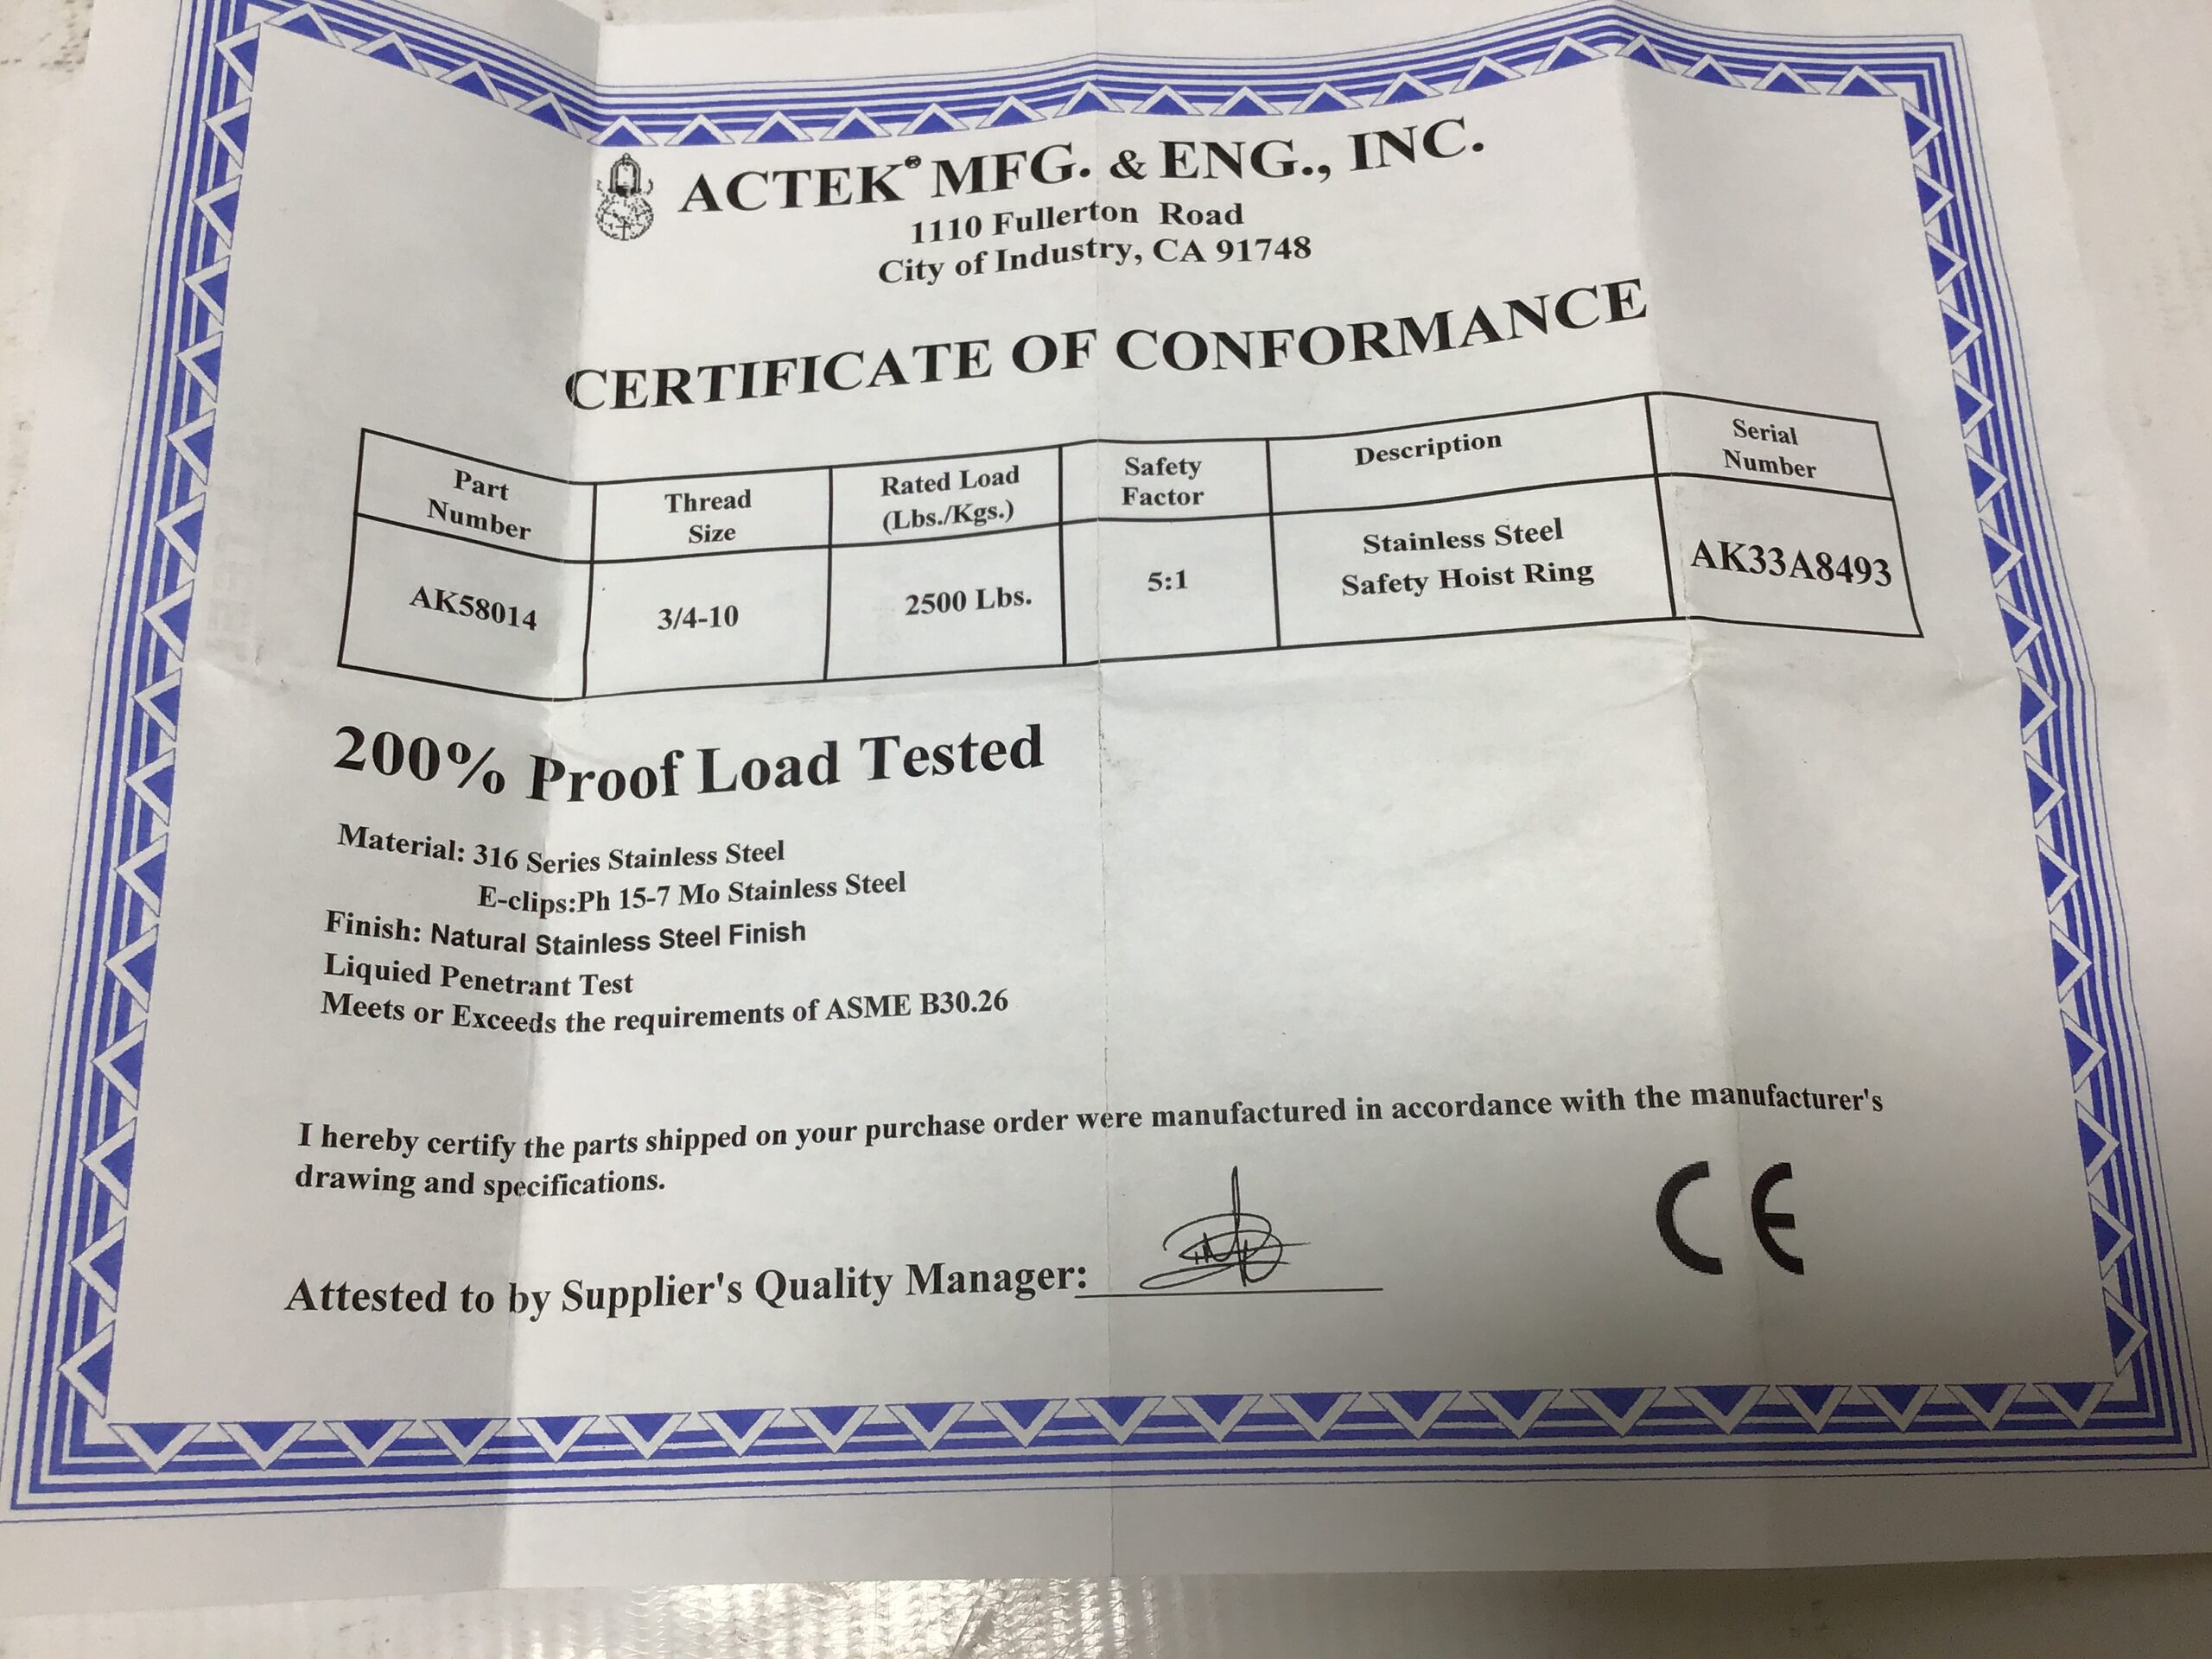 ACTEK® MFG. & ENG., INC.
1110 Fullerton Road
City of Industry, CA 91748
CERTIFICATE OF CONFORMANCE
Part Number
Thread Size
Rated Load (Lbs./Kgs.)
Safety Factor
Description
Serial Number
AK58014
3/4-10
2500 Lbs.
5:1
Stainless Steel
Safety Hoist Ring
AK33A8493
200% Proof Load Tested
Material: 316 Series Stainless Steel
E-clips:Ph 15-7 Mo Stainless Steel
Finish: Natural Stainless Steel Finish
Liquied Penetrant Test
Meets or Exceeds the requirements of ASME B30.26
I hereby certify the parts shipped on your purchase order were manufactured in accordance with the manufacturer's
drawing and specifications.
Attested to by Supplier's Quality Manager:
CE